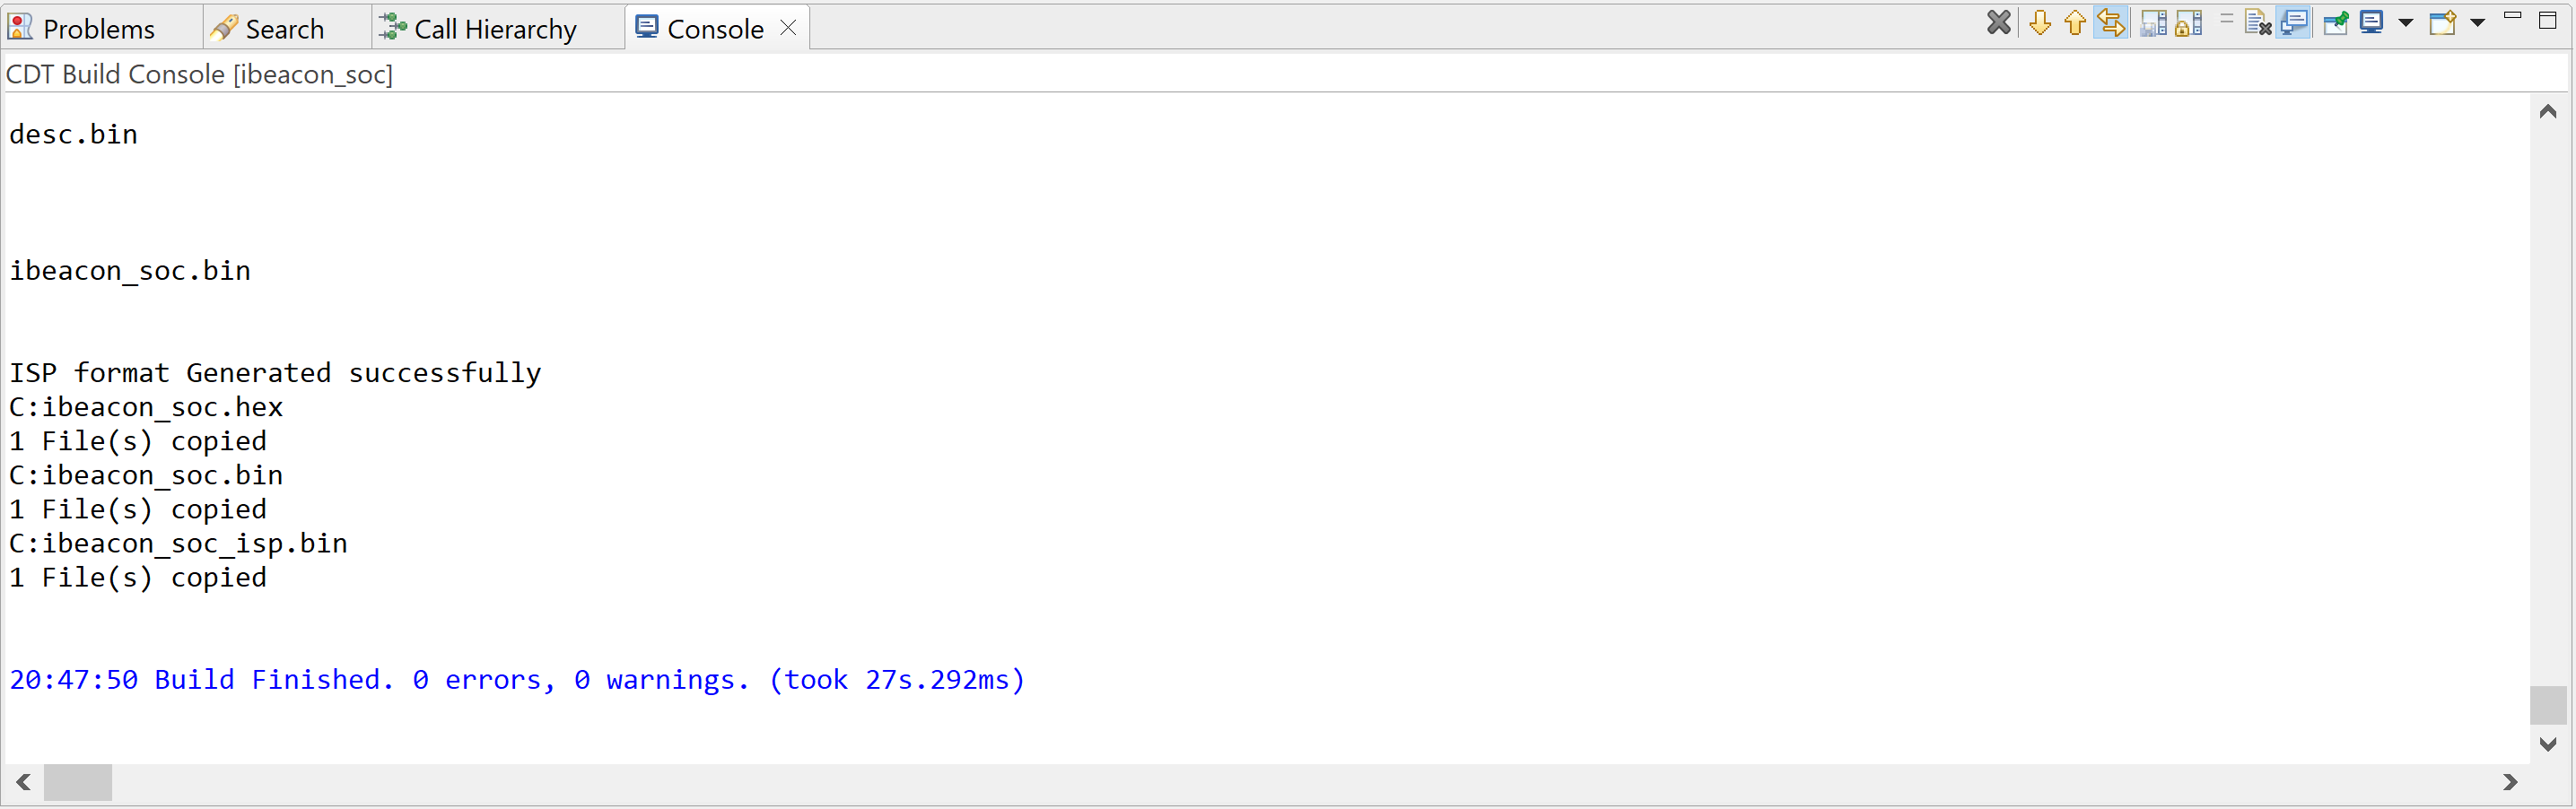 Problems Search Call Hierarchy Console
CDT Build Console [ibeacon_soc]
desc.bin
ibeacon_soc.bin
ISP format Generated successfully
C:ibeacon_soc.hex
1 File(s) copied
C:ibeacon_soc.bin
1 File(s) copied
C:ibeacon_soc_isp.bin
1 File(s) copied
20:47:50 Build Finished. 0 errors, 0 warnings. (took 27s.292ms)